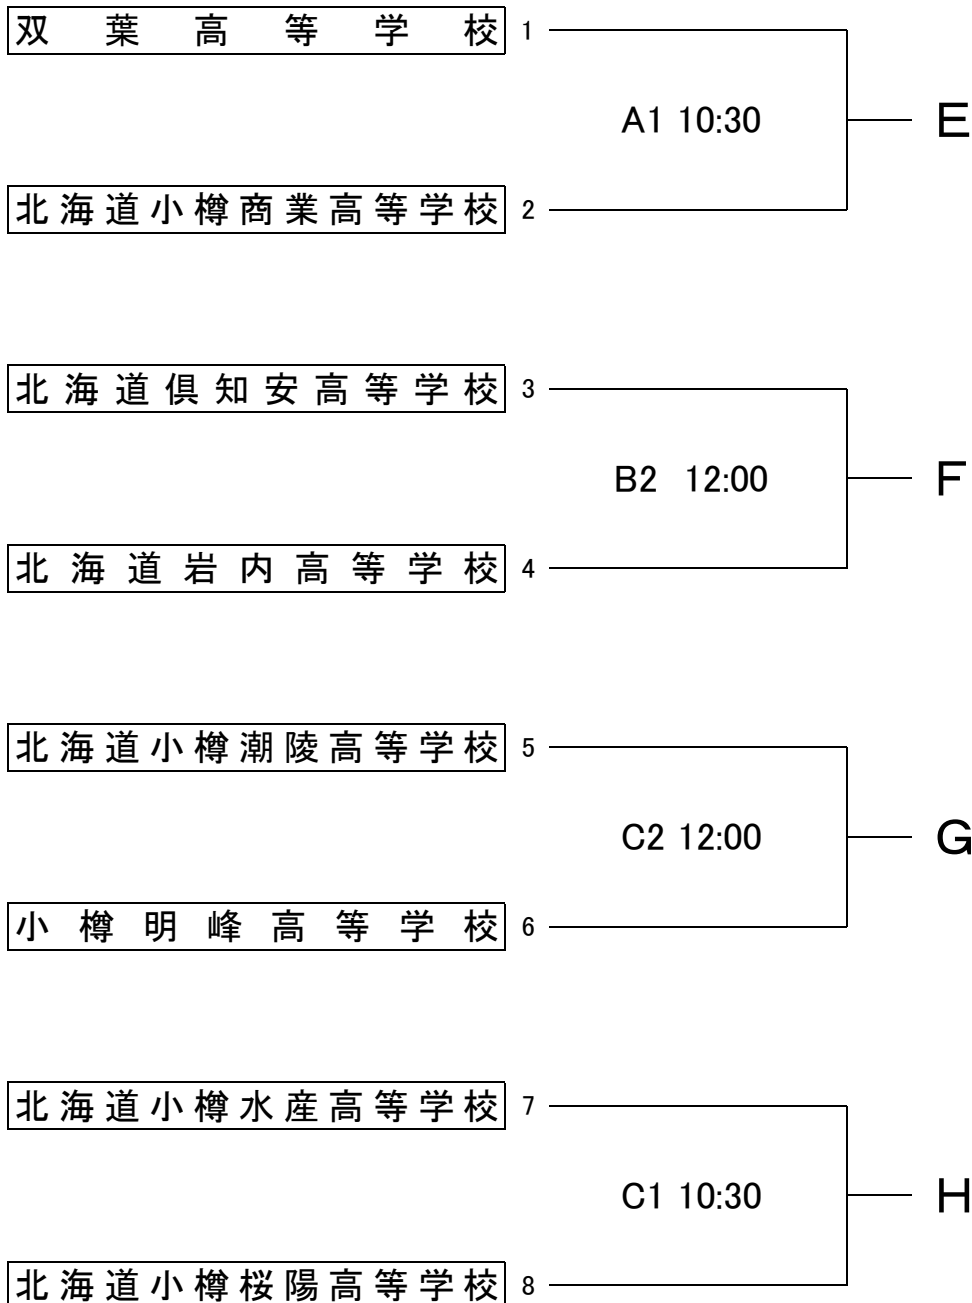 双葉高等学校 1
A1 10:30 E
北海道小樽商業高等学校 2
北海道倶知安高等学校 3
B2 12:00 F
北海道岩内高等学校 4
北海道小樽潮陵高等学校 5
C2 12:00 G
小樽明峰高等学校 6
北海道小樽水産高等学校 7
C1 10:30 H
北海道小樽桜陽高等学校 8